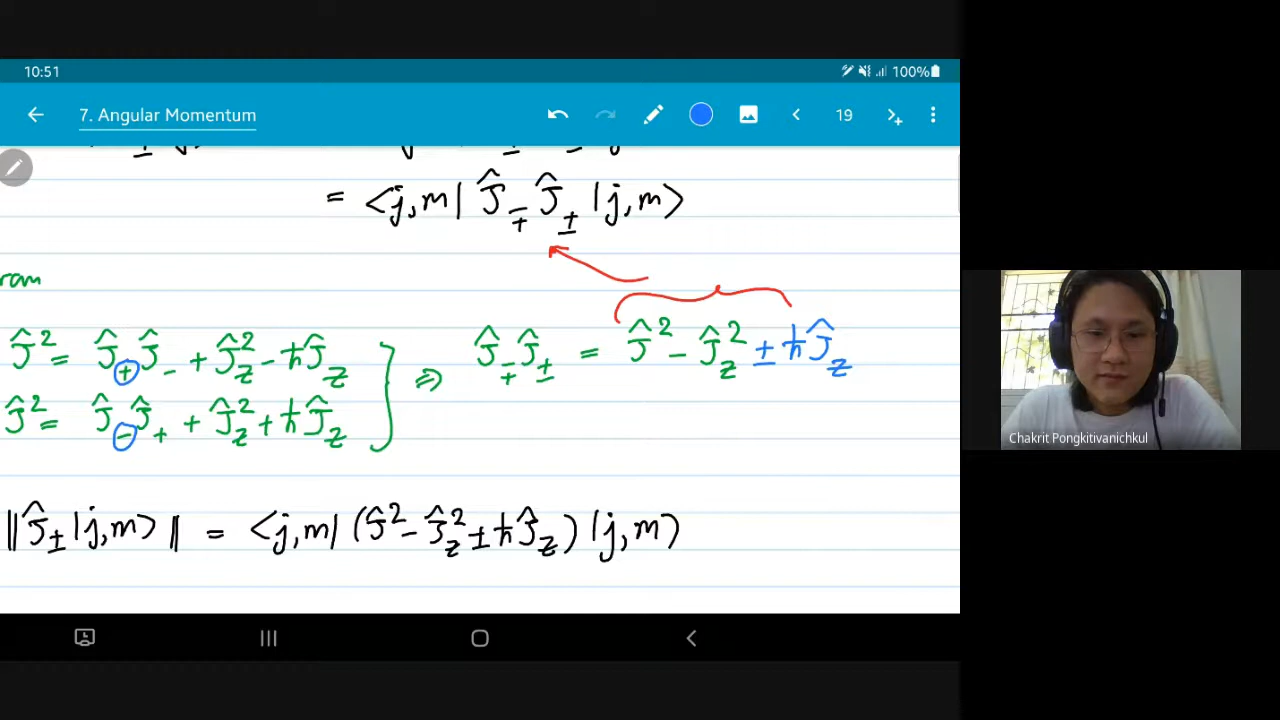 10:51 100%
7. Angular Momentum 19
= <j,m| Ĵ∓ Ĵ± |j,m>
Ĵ² = Ĵ₊Ĵ₋ + Ĵz² - ħĴz
Ĵ² = Ĵ₋Ĵ₊ + Ĵz² + ħĴz
⇒ Ĵ∓Ĵ± = Ĵ² - Ĵz² ± ħĴz
||Ĵ± |j,m>|| = <j,m| (Ĵ² - Ĵz² ± ħĴz) |j,m>
Chakrit Pongkitivanichkul